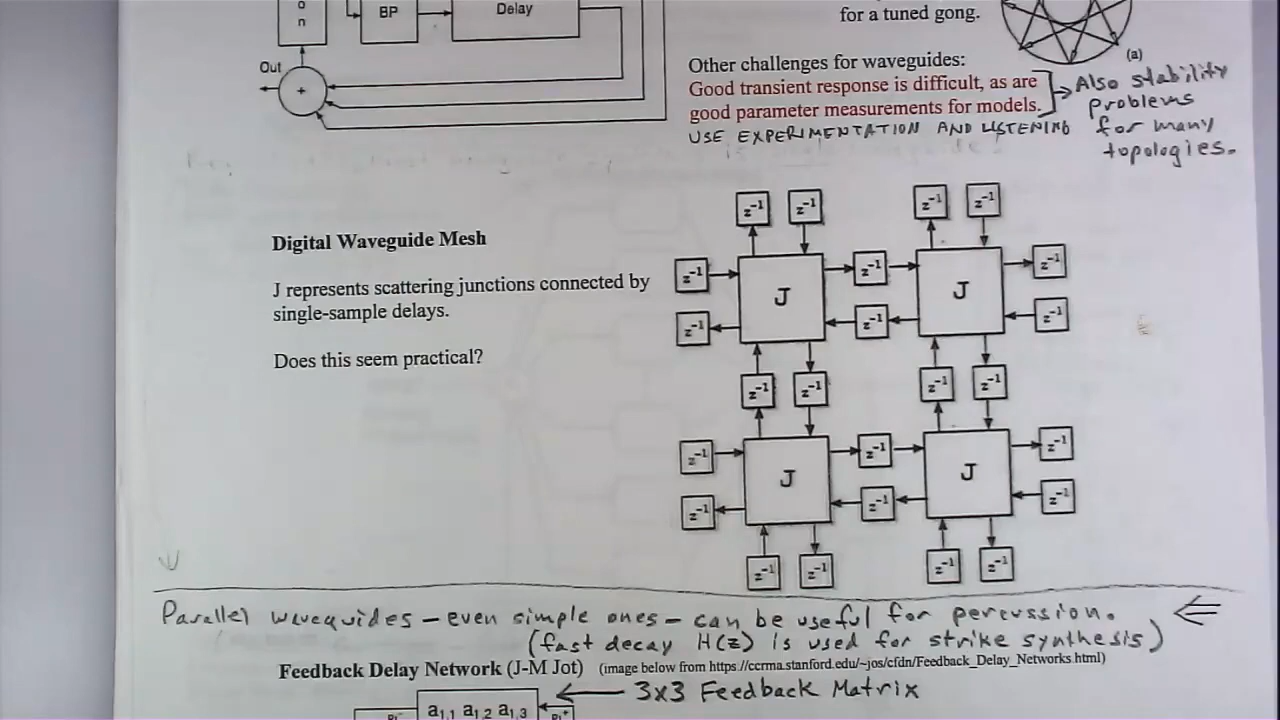 o
n
BP
Delay
Out
+
for a tuned gong.
(a)
Other challenges for waveguides:
Good transient response is difficult, as are
good parameter measurements for models.
USE EXPERIMENTATION AND LISTENING
Also stability
problems
for many
topologies.
Digital Waveguide Mesh
J represents scattering junctions connected by
single-sample delays.
Does this seem practical?
z⁻¹ z⁻¹ z⁻¹ z⁻¹
z⁻¹ z⁻¹ z⁻¹
J J
z⁻¹ z⁻¹ z⁻¹
z⁻¹ z⁻¹ z⁻¹ z⁻¹
z⁻¹ z⁻¹ z⁻¹
J J
z⁻¹ z⁻¹ z⁻¹
z⁻¹ z⁻¹ z⁻¹ z⁻¹
Parallel waveguides – even simple ones – can be useful for percussion.
(fast decay H(z) is used for strike synthesis)
Feedback Delay Network (J-M Jot) (image below from https://ccrma.stanford.edu/~jos/cfdn/Feedback_Delay_Networks.html)
3x3 Feedback Matrix
a1,1 a1,2 a1,3